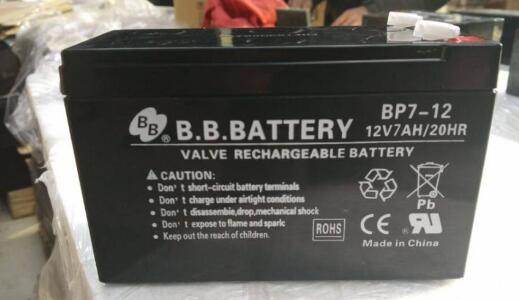 BB
B.B.BATTERY
BP7-12
12V7AH/20HR
VALVE RECHARGEABLE BATTERY
CAUTION:
• Don't short-circuit battery terminals
• Don't charge under airtight conditions
• Don't disassemble,drop,mechanical shock
• Don't expose to flame and spark
• Keep out the reach of children.
ROHS
CE
Pb
Made in China